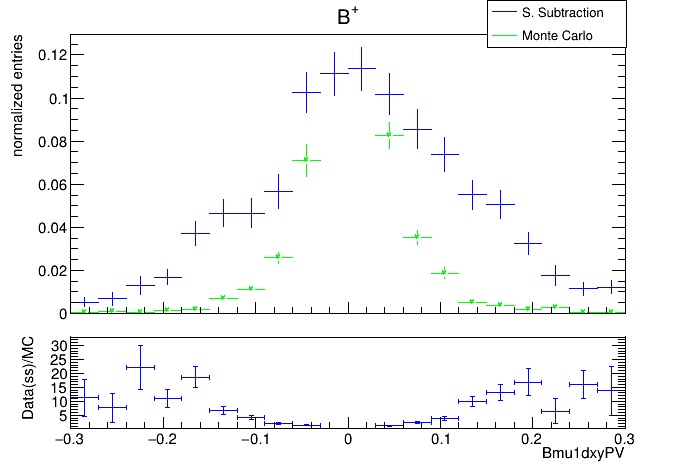 B+
S. Subtraction
Monte Carlo
normalized entries
0.12
0.1
0.08
0.06
0.04
0.02
0
Data(ss)/MC
30
25
20
15
10
5
−0.3 −0.2 −0.1 0 0.1 0.2 0.3
Bmu1dxyPV